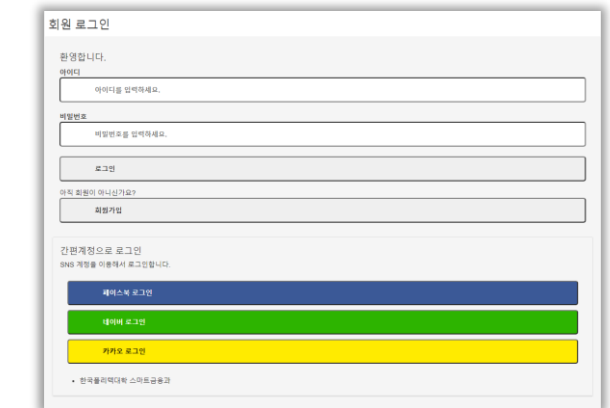 회원 로그인
환영합니다.
아이디
아이디를 입력하세요.
비밀번호
비밀번호를 입력하세요.
로그인
아직 회원이 아니신가요?
회원가입
간편계정으로 로그인
SNS 계정을 이용해서 로그인합니다.
페이스북 로그인
네이버 로그인
카카오 로그인
한국폴리텍대학 스마트금융과